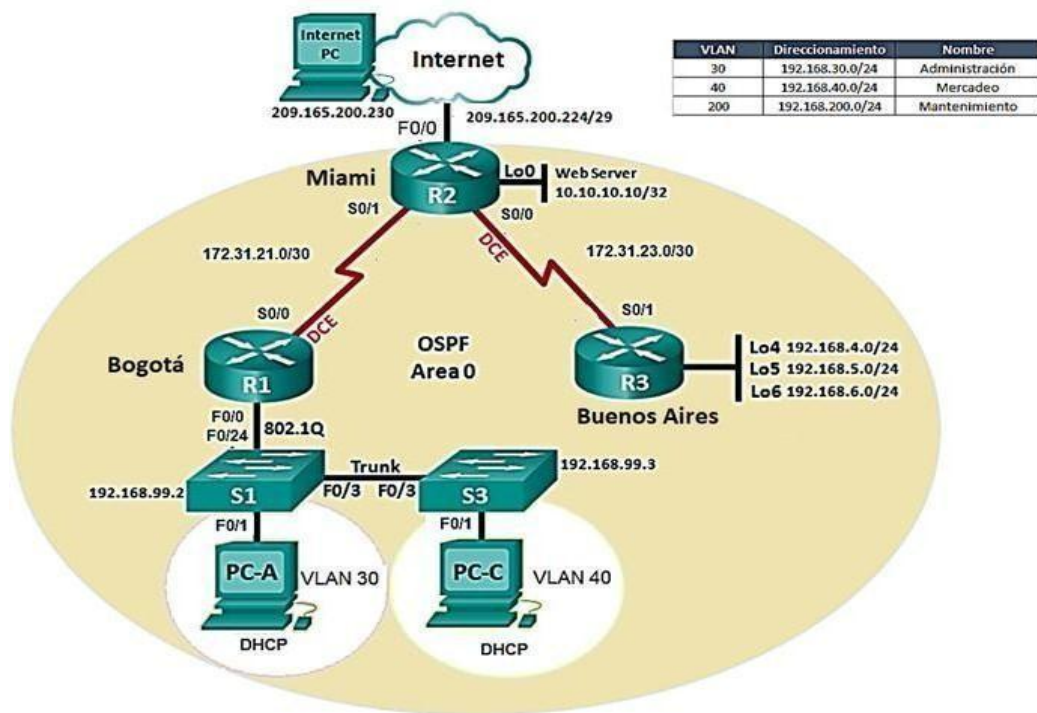 Internet PC
Internet
209.165.200.230
209.165.200.224/29
F0/0
VLAN Direccionamiento Nombre
30 192.168.30.0/24 Administración
40 192.168.40.0/24 Mercadeo
200 192.168.200.0/24 Mantenimiento
Miami
R2
Lo0
Web Server
10.10.10.10/32
S0/1
S0/0
DCE
172.31.21.0/30
172.31.23.0/30
S0/0
DCE
S0/1
Bogotá
R1
OSPF
Area 0
R3
Buenos Aires
Lo4 192.168.4.0/24
Lo5 192.168.5.0/24
Lo6 192.168.6.0/24
F0/0
F0/24
802.1Q
192.168.99.2
S1
Trunk
F0/3 F0/3
S3
192.168.99.3
F0/1
F0/1
PC-A
VLAN 30
PC-C
VLAN 40
DHCP
DHCP